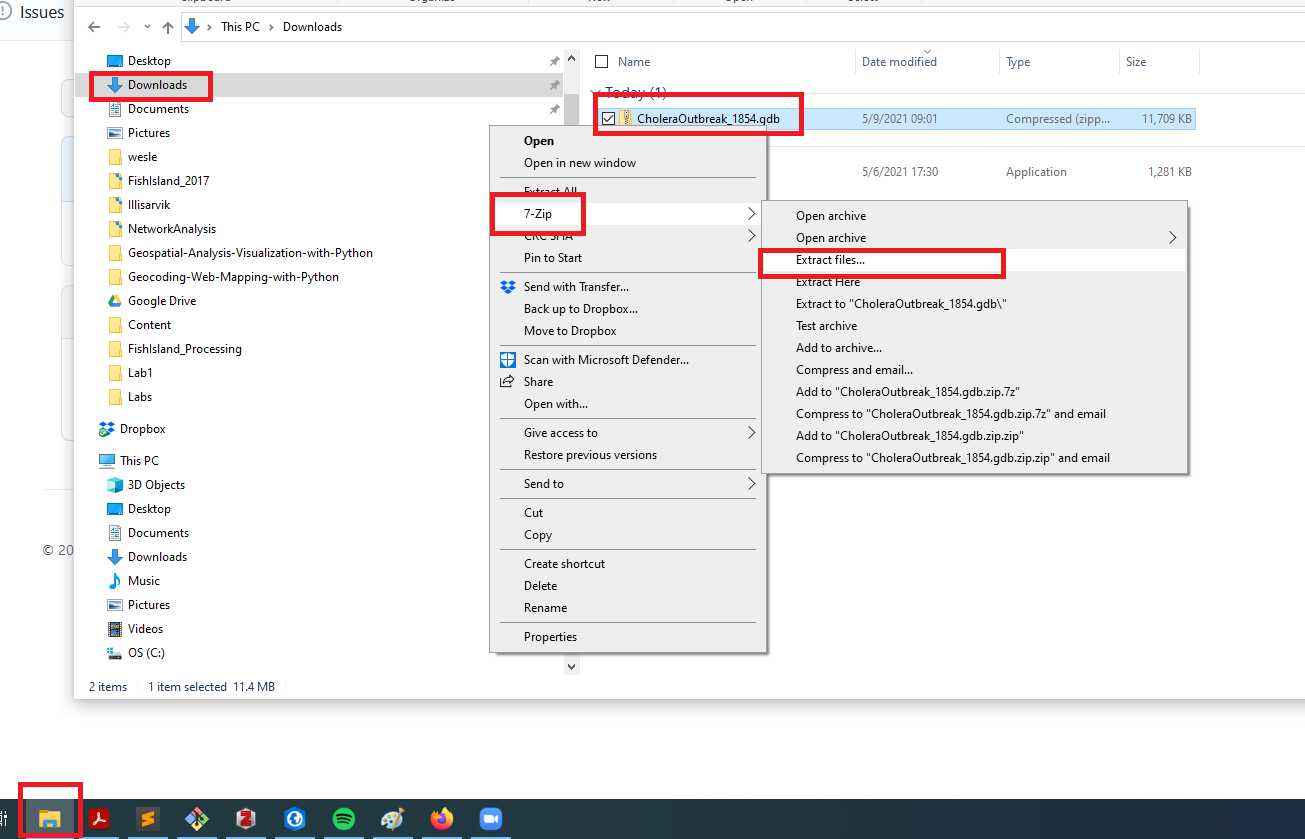 Issues
This PC > Downloads
Desktop
Downloads
Documents
Pictures
wesle
FishIsland_2017
Illisarvik
NetworkAnalysis
Geospatial-Analysis-Visualization-with-Python
Geocoding-Web-Mapping-with-Python
Google Drive
Content
FishIsland_Processing
Lab1
Labs
Dropbox
This PC
3D Objects
Desktop
Documents
Downloads
Music
Pictures
Videos
OS (C:)
2 items 1 item selected 11.4 MB
Name Date modified Type Size
Today (1)
CholeraOutbreak_1854.gdb 5/9/2021 09:01 Compressed (zipp... 11,709 KB
5/6/2021 17:30 Application 1,281 KB
Open
Open in new window
Extract All
7-Zip
CRC SHA
Pin to Start
Send with Transfer...
Back up to Dropbox...
Move to Dropbox
Scan with Microsoft Defender...
Share
Open with...
Give access to
Restore previous versions
Send to
Cut
Copy
Create shortcut
Delete
Rename
Properties
Open archive
Open archive
Extract files...
Extract Here
Extract to "CholeraOutbreak_1854.gdb\"
Test archive
Add to archive...
Compress and email...
Add to "CholeraOutbreak_1854.gdb.zip.7z"
Compress to "CholeraOutbreak_1854.gdb.zip.7z" and email
Add to "CholeraOutbreak_1854.gdb.zip.zip"
Compress to "CholeraOutbreak_1854.gdb.zip.zip" and email
© 20